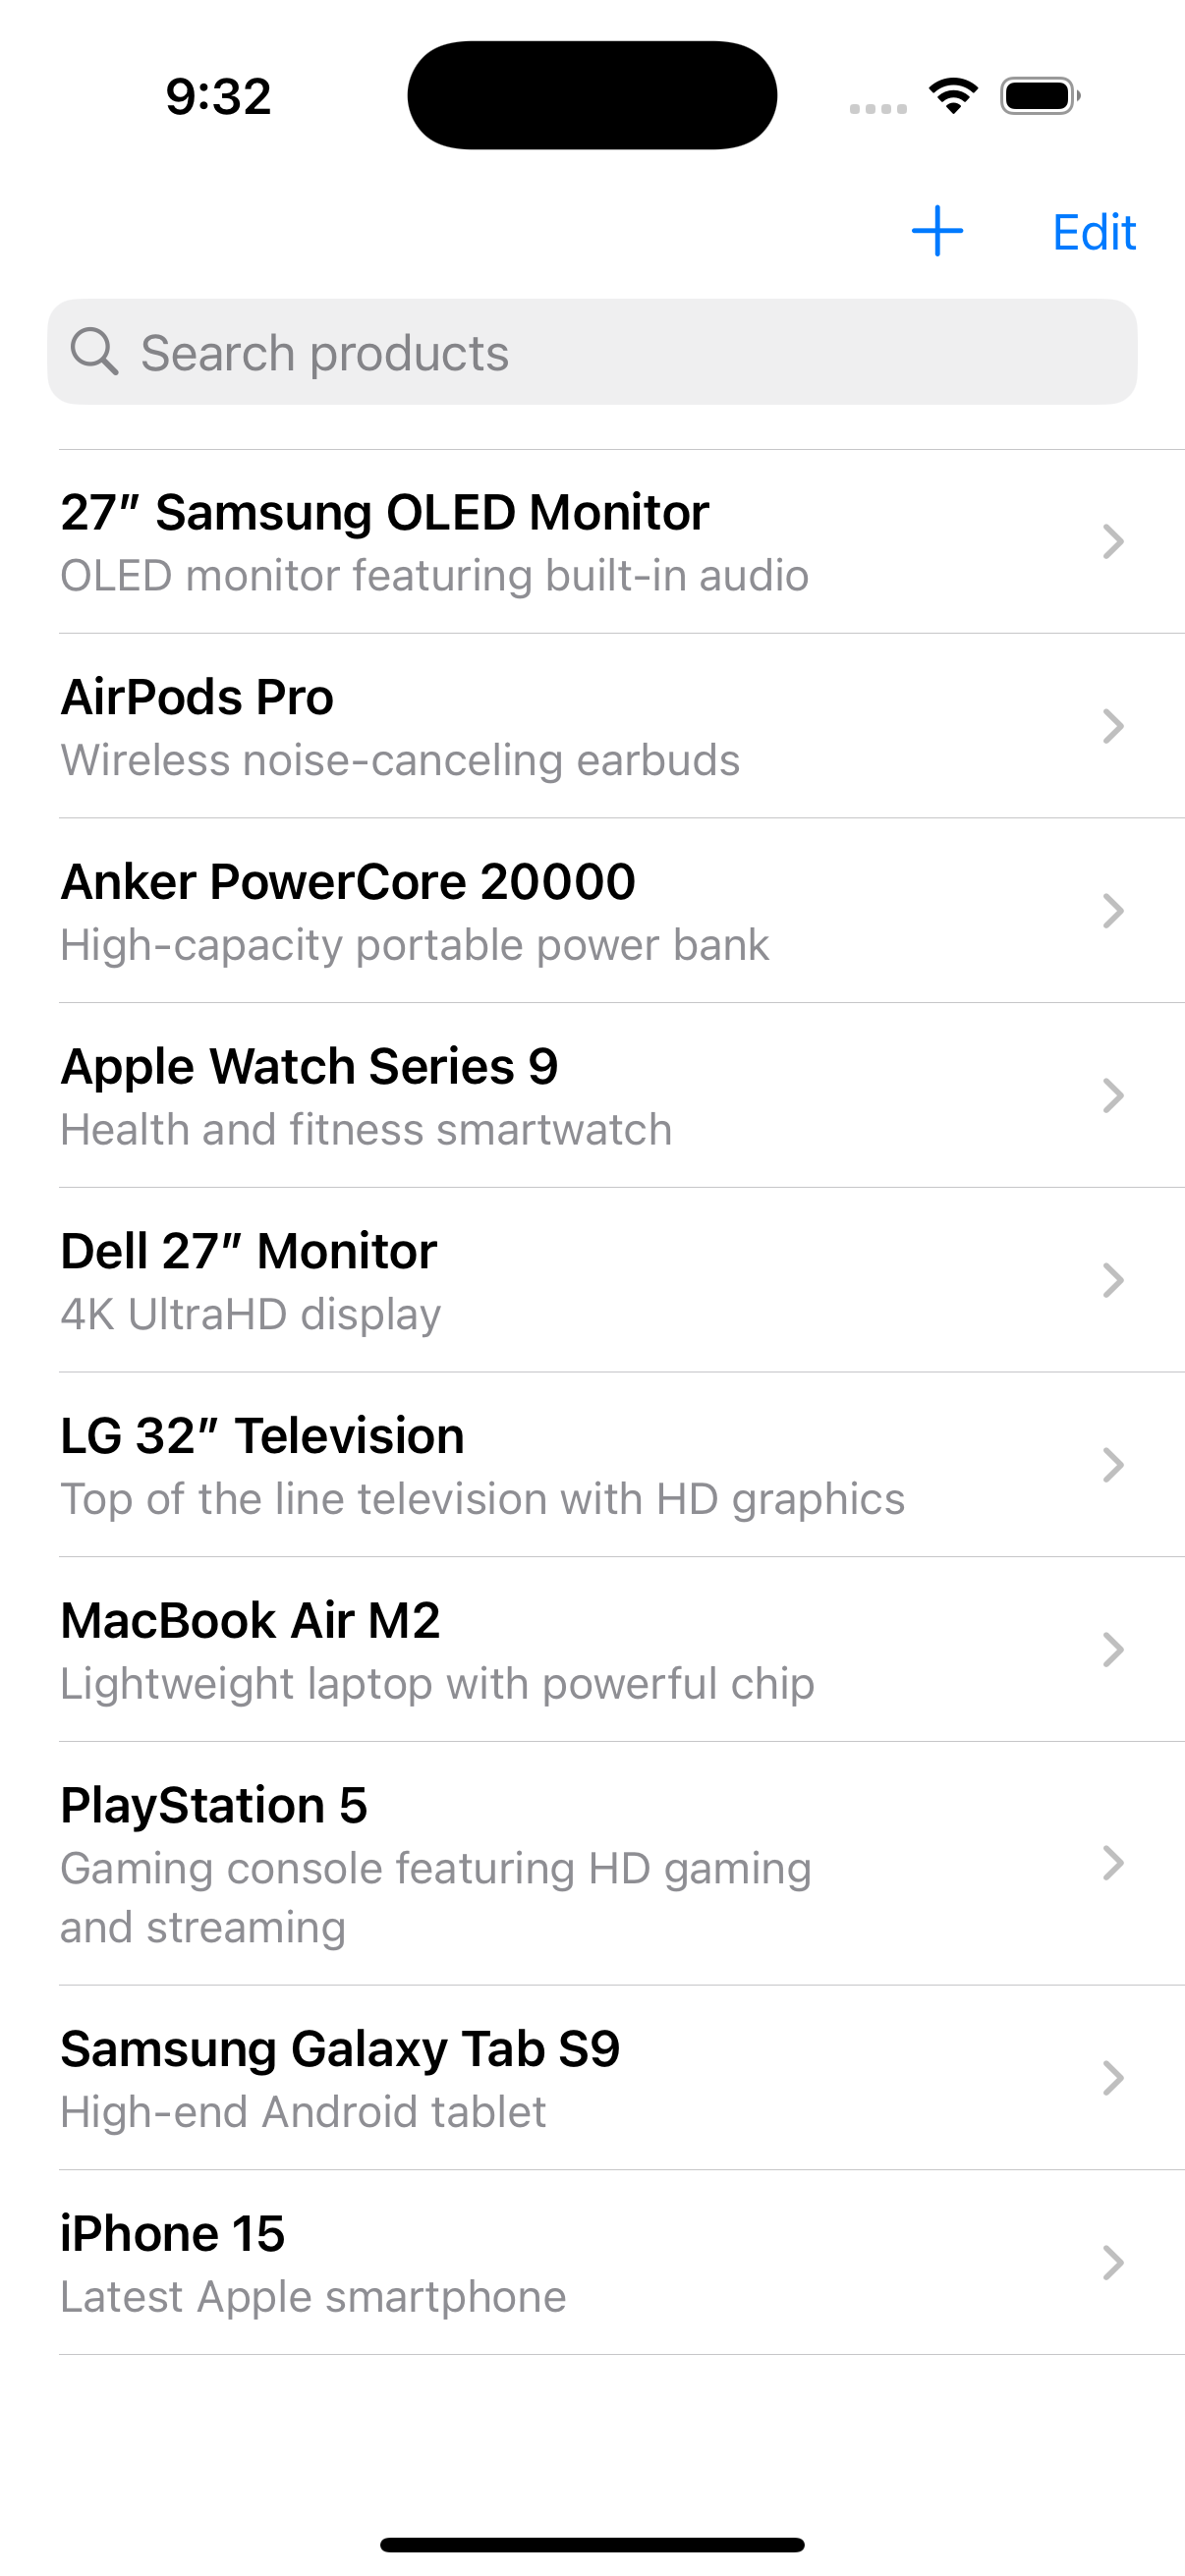 9:32
Edit
Search products
27” Samsung OLED Monitor
OLED monitor featuring built-in audio
AirPods Pro
Wireless noise-canceling earbuds
Anker PowerCore 20000
High-capacity portable power bank
Apple Watch Series 9
Health and fitness smartwatch
Dell 27” Monitor
4K UltraHD display
LG 32” Television
Top of the line television with HD graphics
MacBook Air M2
Lightweight laptop with powerful chip
PlayStation 5
Gaming console featuring HD gaming
and streaming
Samsung Galaxy Tab S9
High-end Android tablet
iPhone 15
Latest Apple smartphone